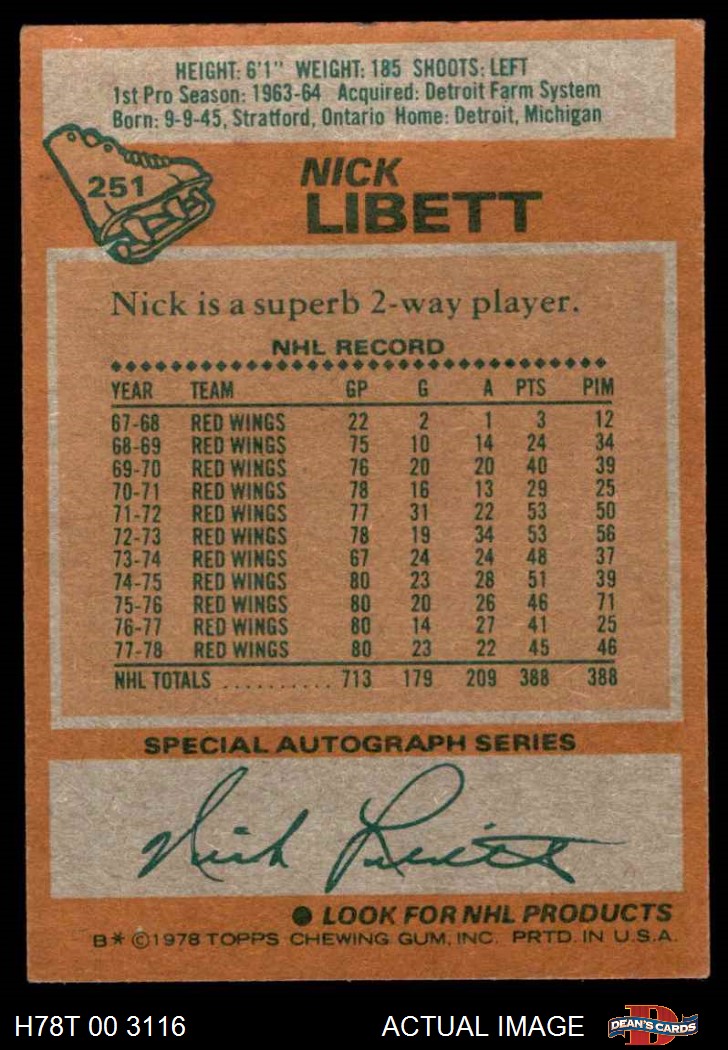 HEIGHT: 6'1" WEIGHT: 185 SHOOTS: LEFT
1st Pro Season: 1963-64 Acquired: Detroit Farm System
Born: 9-9-45, Stratford, Ontario Home: Detroit, Michigan
251
NICK
LIBETT
Nick is a superb 2-way player.
NHL RECORD
YEAR TEAM GP G A PTS PIM
67-68 RED WINGS 22 2 1 3 12
68-69 RED WINGS 75 10 14 24 34
69-70 RED WINGS 76 20 20 40 39
70-71 RED WINGS 78 16 13 29 25
71-72 RED WINGS 77 31 22 53 50
72-73 RED WINGS 78 19 34 53 56
73-74 RED WINGS 67 24 24 48 37
74-75 RED WINGS 80 23 28 51 39
75-76 RED WINGS 80 20 26 46 71
76-77 RED WINGS 80 14 27 41 25
77-78 RED WINGS 80 23 22 45 46
NHL TOTALS .......... 713 179 209 388 388
SPECIAL AUTOGRAPH SERIES
Nick Libett
● LOOK FOR NHL PRODUCTS
B* ©1978 TOPPS CHEWING GUM, INC. PRTD. IN U.S.A.
H78T 00 3116 ACTUAL IMAGE DEAN'S CARDS